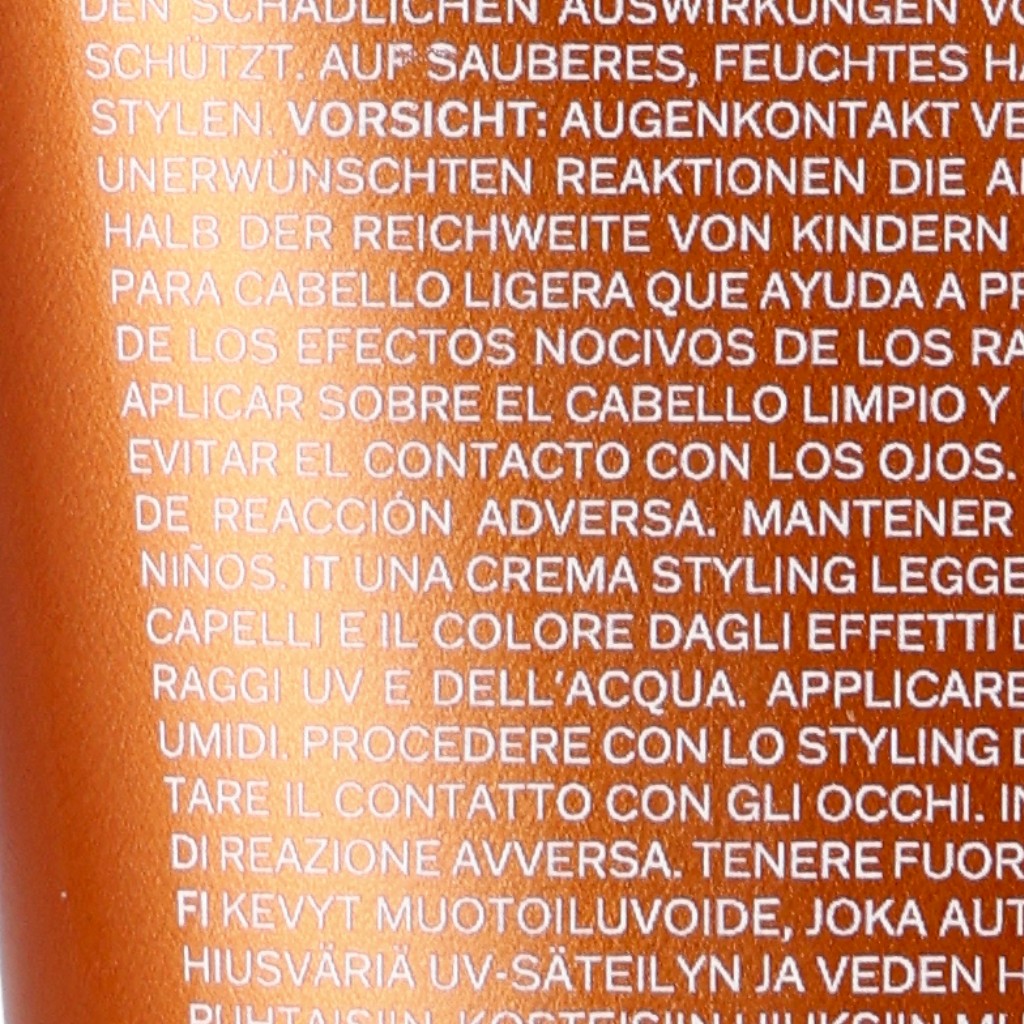 DEN SCHÄDLICHEN AUSWIRKUNGEN
SCHÜTZT. AUF SAUBERES, FEUCHTES
STYLEN. VORSICHT: AUGENKONTAKT
UNERWÜNSCHTEN REAKTIONEN DIE
HALB DER REICHWEITE VON KINDERN
PARA CABELLO LIGERA QUE AYUDA A
DE LOS EFECTOS NOCIVOS DE LOS
APLICAR SOBRE EL CABELLO LIMPIO Y
EVITAR EL CONTACTO CON LOS OJOS.
DE REACCIÓN ADVERSA. MANTENER
NIÑOS. IT UNA CREMA STYLING
CAPELLI E IL COLORE DAGLI EFFETTI
RAGGI UV E DELL'ACQUA. APPLICARE
UMIDI. PROCEDERE CON LO STYLING
TARE IL CONTATTO CON GLI OCCHI.
DI REAZIONE AVVERSA. TENERE
FI KEVYT MUOTOILUVOIDE, JOKA
HIUSVÄRIÄ UV-SÄTEILYN JA VEDEN